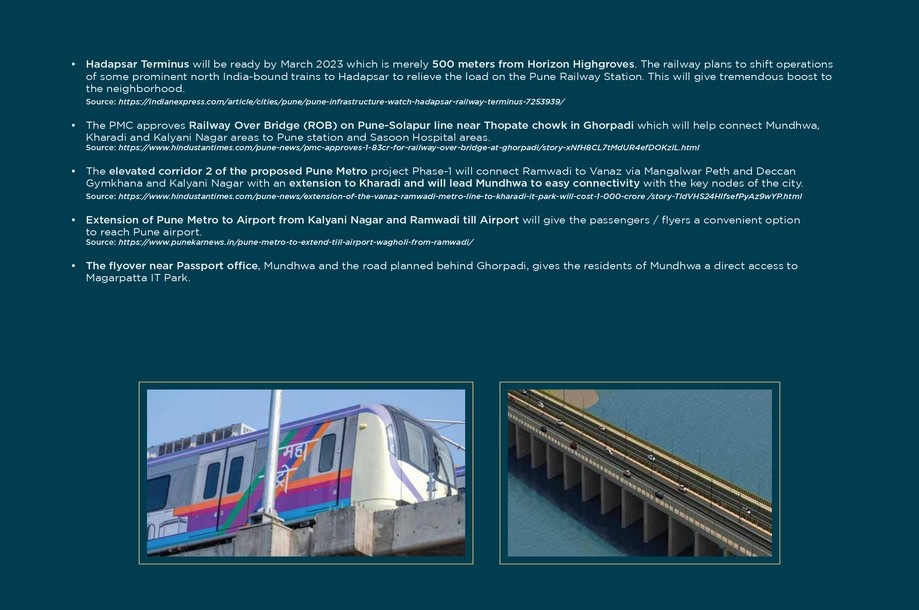 • Hadapsar Terminus will be ready by March 2023 which is merely 500 meters from Horizon Highgroves. The railway plans to shift operations
of some prominent north India-bound trains to Hadapsar to relieve the load on the Pune Railway Station. This will give tremendous boost to
the neighborhood.
Source: https://indianexpress.com/article/cities/pune/pune-infrastructure-watch-hadapsar-railway-terminus-7253939/
• The PMC approves Railway Over Bridge (ROB) on Pune-Solapur line near Thopate chowk in Ghorpadi which will help connect Mundhwa,
Kharadi and Kalyani Nagar areas to Pune station and Sasoon Hospital areas.
Source: https://www.hindustantimes.com/pune-news/pmc-approves-1-83cr-for-railway-over-bridge-at-ghorpadi/story-xNfH8CL7tMdUR4efDOKzIL.html
• The elevated corridor 2 of the proposed Pune Metro project Phase-1 will connect Ramwadi to Vanaz via Mangalwar Peth and Deccan
Gymkhana and Kalyani Nagar with an extension to Kharadi and will lead Mundhwa to easy connectivity with the key nodes of the city.
Source: https://www.hindustantimes.com/pune-news/extension-of-the-vanaz-ramwadi-metro-line-to-kharadi-it-park-will-cost-1-000-crore /story-TldVHS24HlfsefPyAz9wYP.html
• Extension of Pune Metro to Airport from Kalyani Nagar and Ramwadi till Airport will give the passengers / flyers a convenient option
to reach Pune airport.
Source: https://www.punekarnews.in/pune-metro-to-extend-till-airport-wagholi-from-ramwadi/
• The flyover near Passport office, Mundhwa and the road planned behind Ghorpadi, gives the residents of Mundhwa a direct access to
Magarpatta IT Park.
महा
मेट्रो